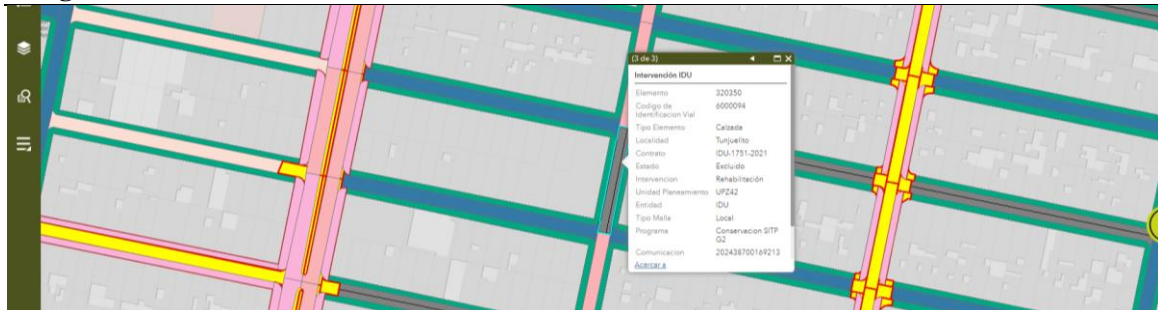 (3 de 3)
Intervención IDU
Elemento 320350
Codigo de Identificacion Vial 6000094
Tipo Elemento Calzada
Localidad Tunjuelito
Contrato IDU-1751-2021
Estado Excluido
Intervencion Rehabilitación
Unidad Planeamiento UPZ42
Entidad IDU
Tipo Malla Local
Programa Conservacion SITP G2
Comunicacion 202438700169213
Acercar a